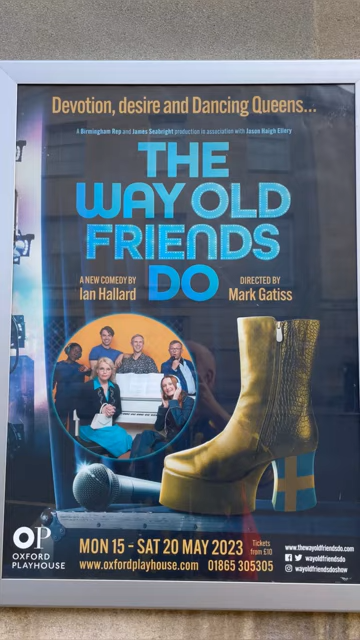 Devotion, desire and Dancing Queens...
A Birmingham Rep and James Seabright production in association with Jason Haigh Ellery
THE
WAY OLD
FRIENDS
DO
A NEW COMEDY BY
Ian Hallard
DIRECTED BY
Mark Gatiss
OP
OXFORD
PLAYHOUSE
MON 15 – SAT 20 MAY 2023
Tickets
from £10
www.oxfordplayhouse.com 01865 305305
www.thewayoldfriendsdo.com
wayoldfriendsdo
wayoldfriendsdoshow